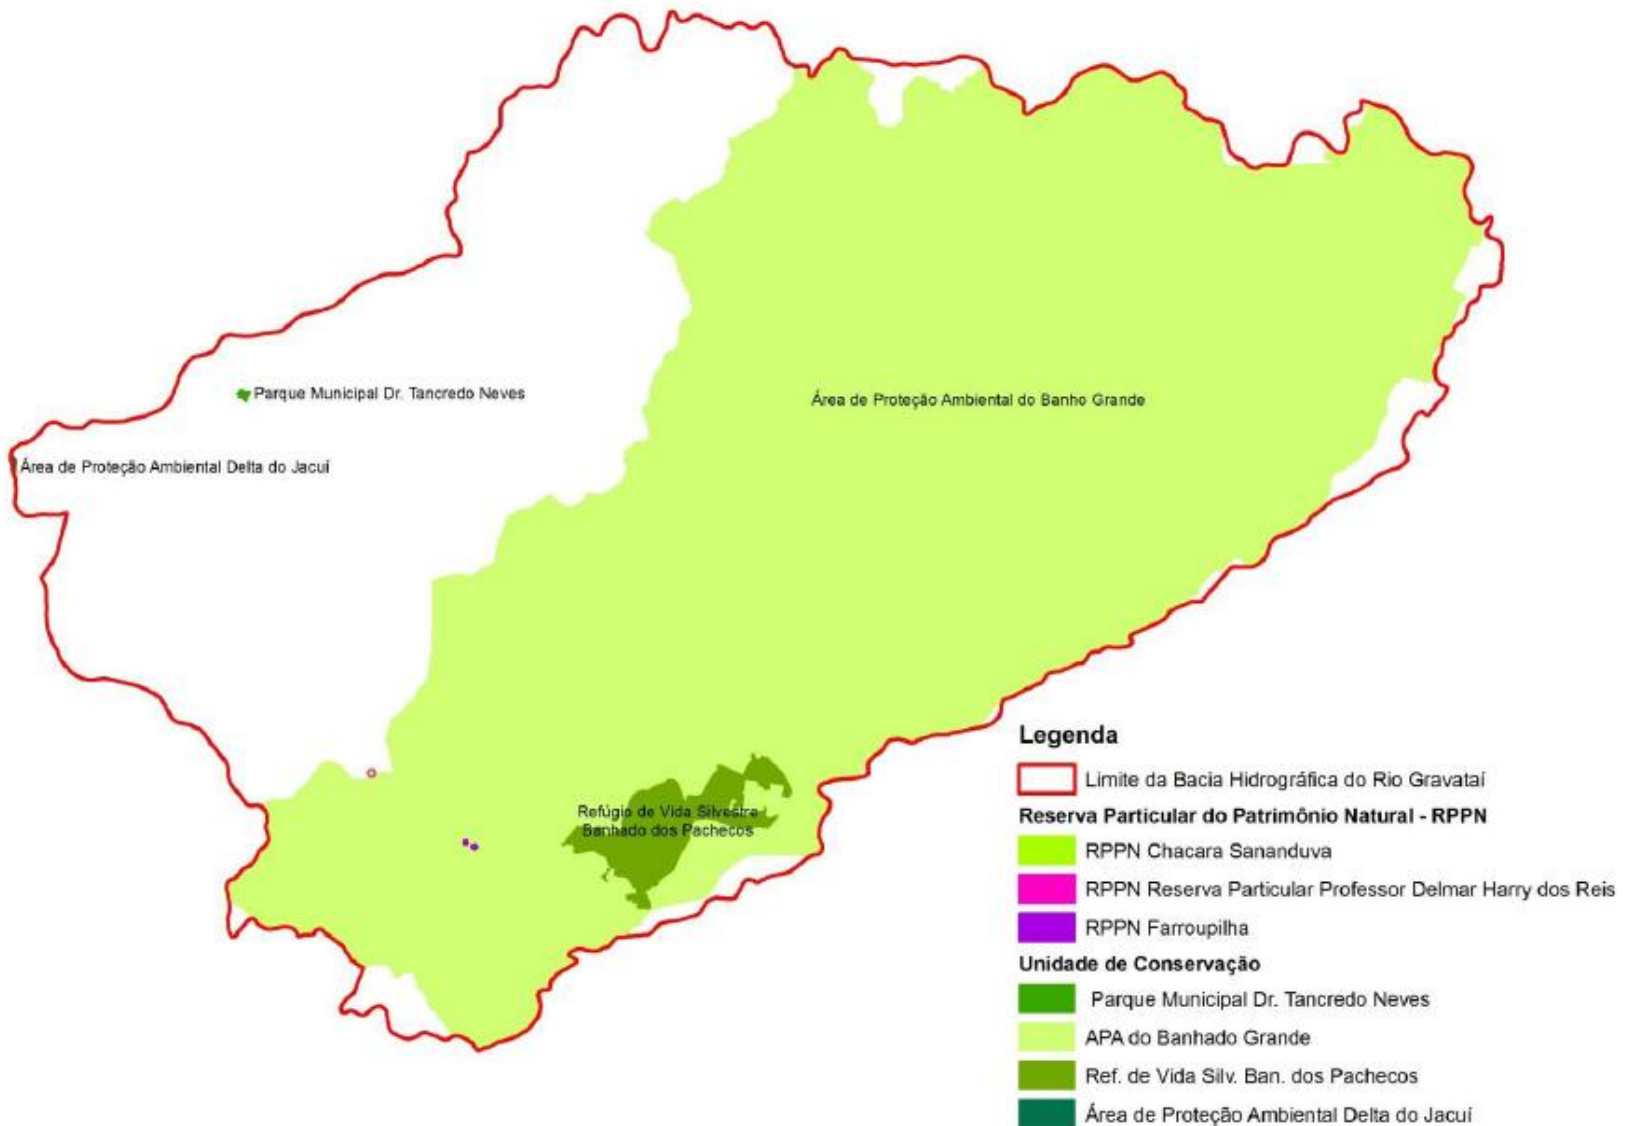 Parque Municipal Dr. Tancredo Neves
Área de Proteção Ambiental do Banho Grande
Área de Proteção Ambiental Delta do Jacuí
Refúgio de Vida Silvestre
Banhado dos Pachecos
Legenda
Limite da Bacia Hidrográfica do Rio Gravataí
Reserva Particular do Patrimônio Natural - RPPN
RPPN Chacara Sananduva
RPPN Reserva Particular Professor Delmar Harry dos Reis
RPPN Farroupilha
Unidade de Conservação
Parque Municipal Dr. Tancredo Neves
APA do Banhado Grande
Ref. de Vida Silv. Ban. dos Pachecos
Área de Proteção Ambiental Delta do Jacuí